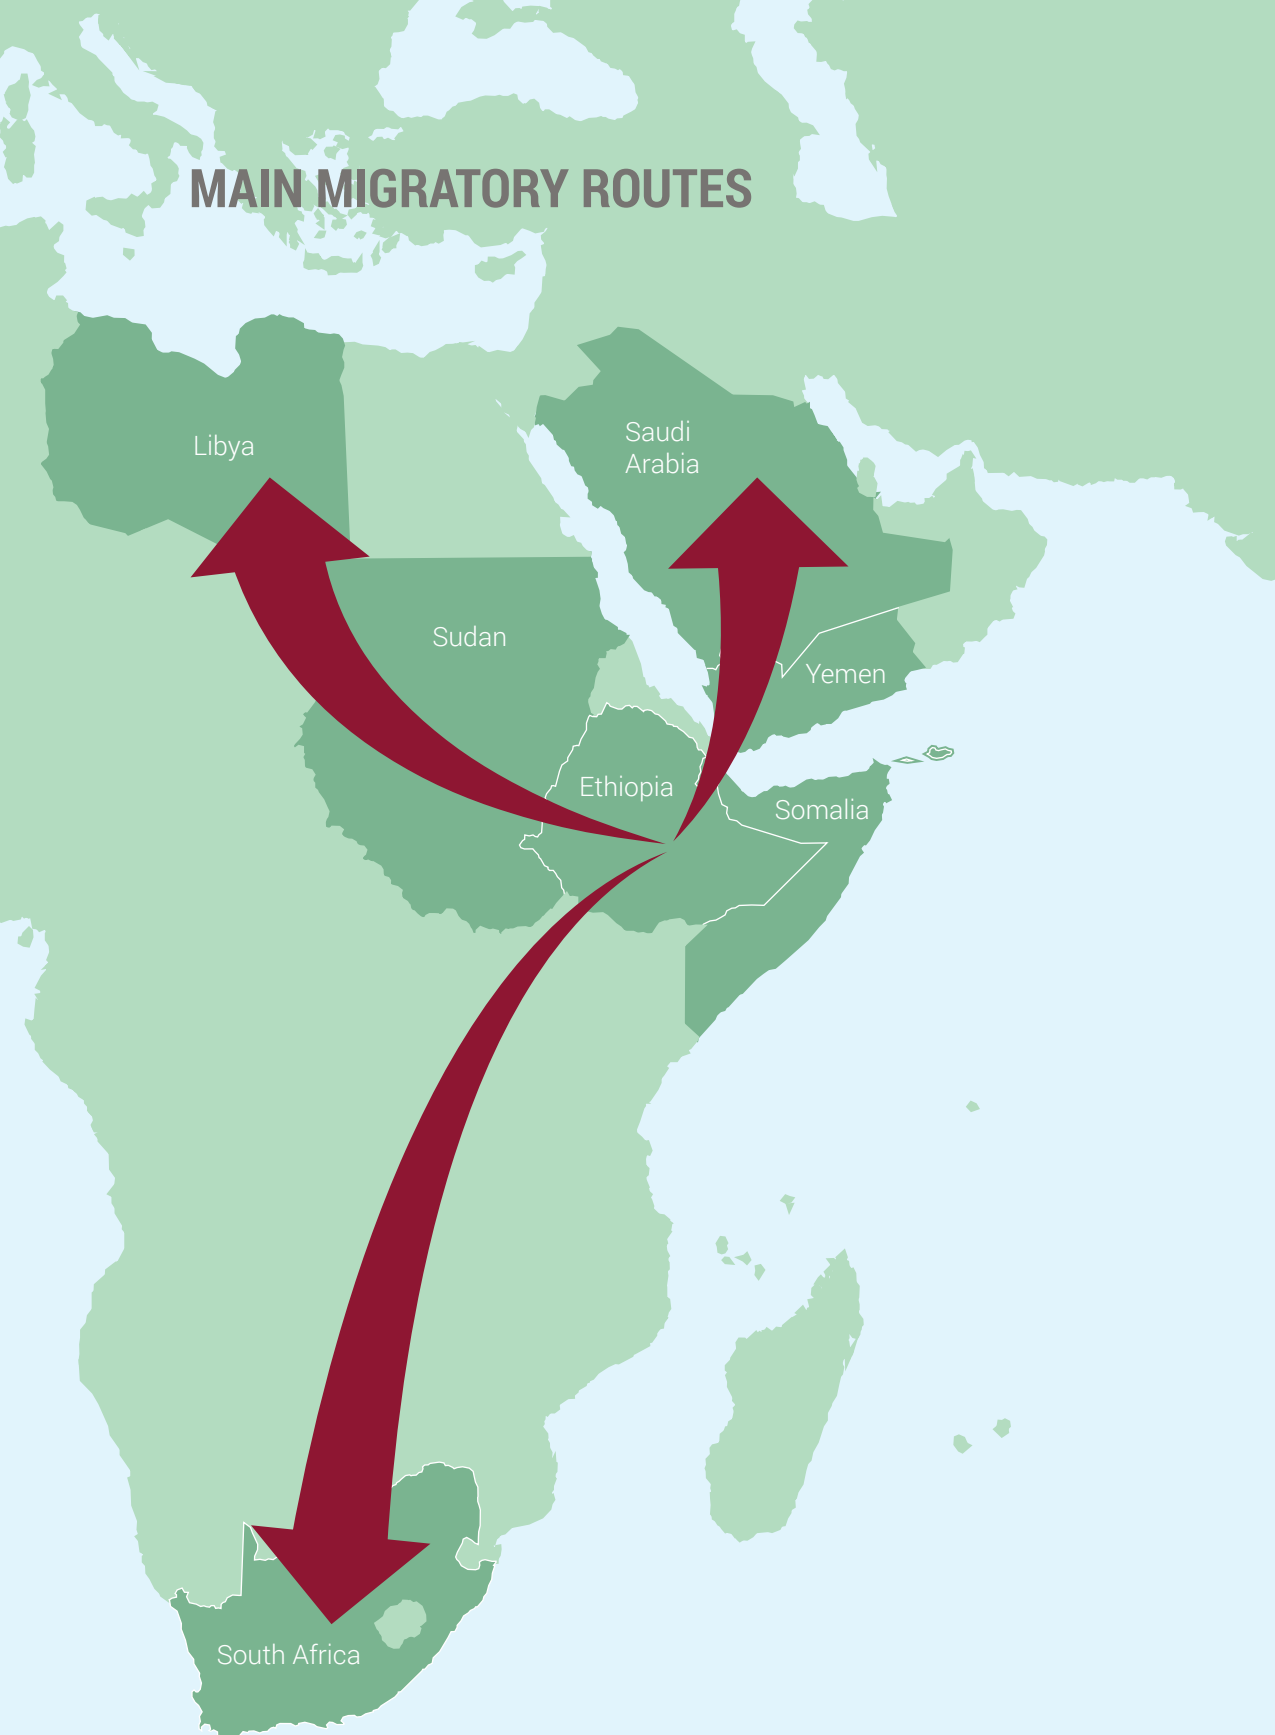 MAIN MIGRATORY ROUTES
Libya
Saudi
Arabia
Sudan
Yemen
Ethiopia
Somalia
South Africa